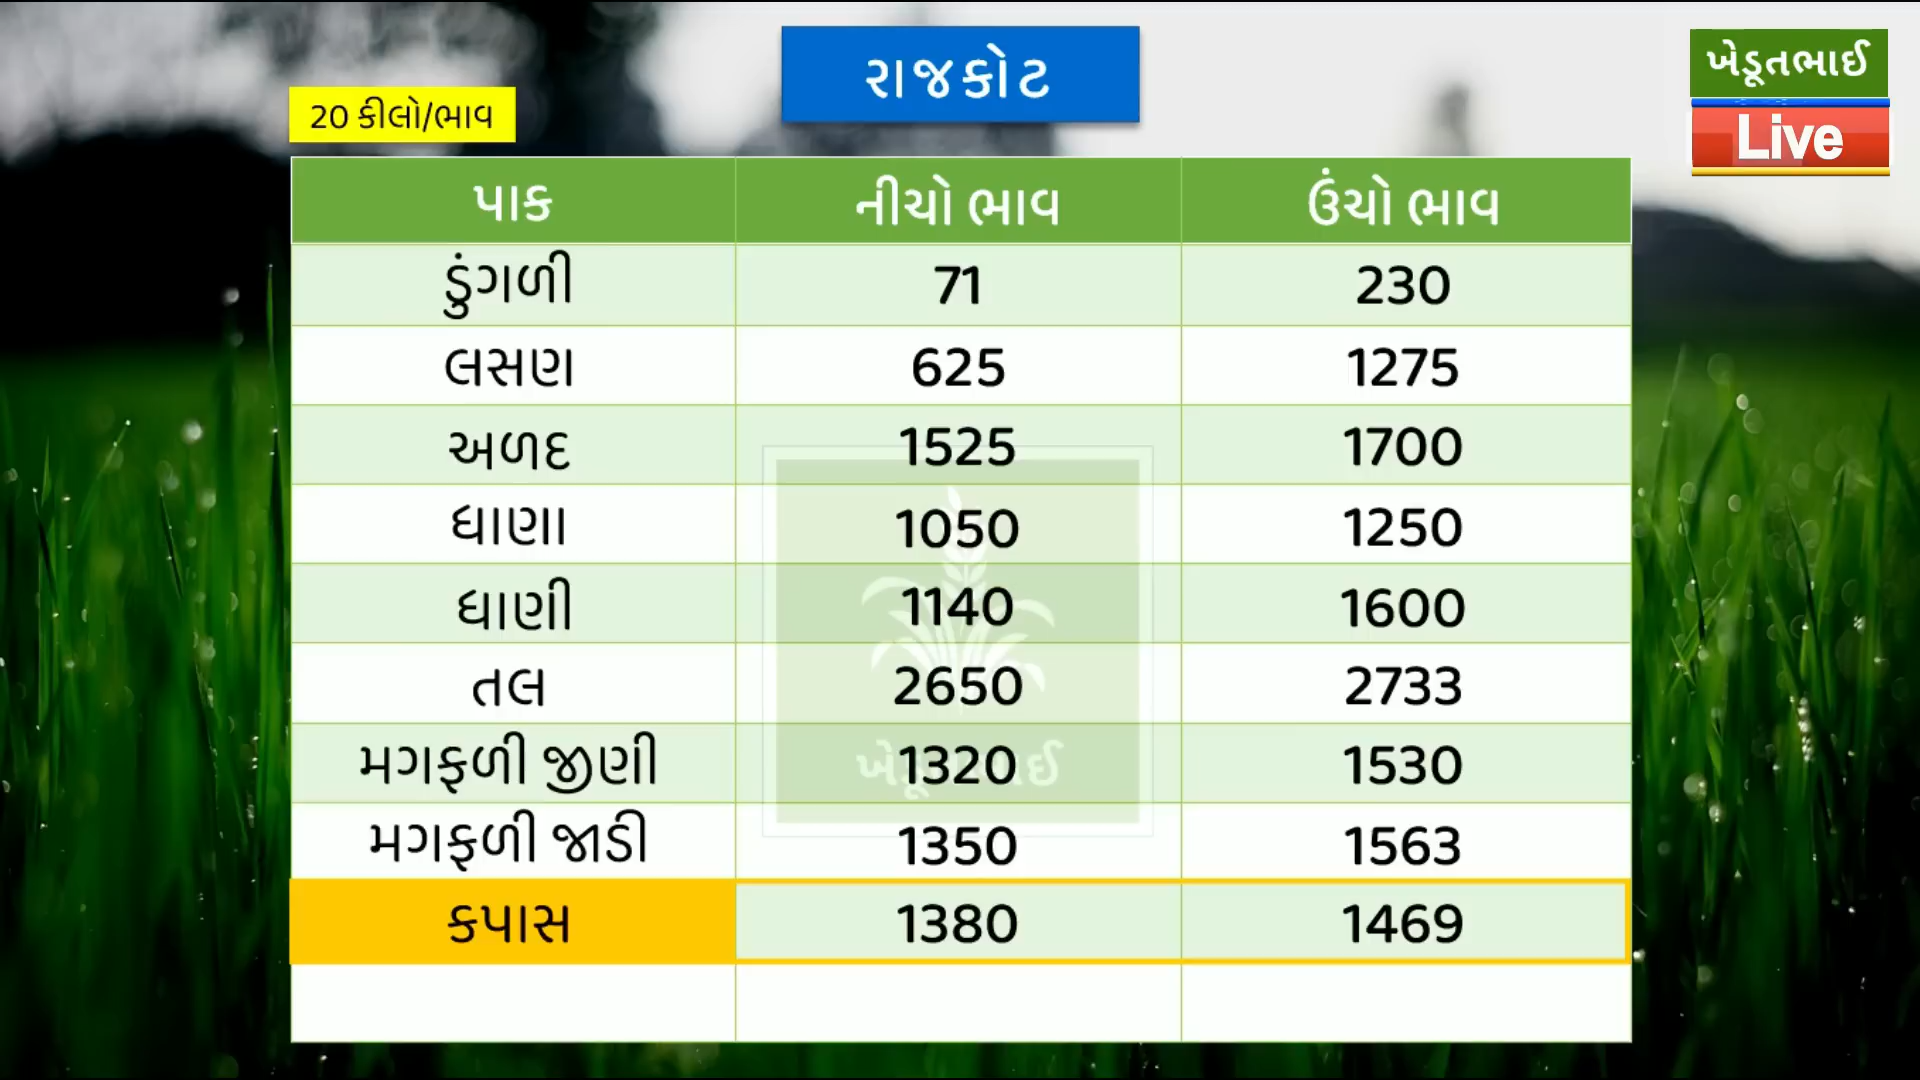 રાજકોટ
ખેડૂતભાઈ
Live
20 કીલો/ભાવ
પાક નીચો ભાવ ઉંચો ભાવ
ડુંગળી 71 230
લસણ 625 1275
અળદ 1525 1700
ધાણા 1050 1250
ધાણી 1140 1600
તલ 2650 2733
મગફળી જીણી 1320 1530
મગફળી જાડી 1350 1563
કપાસ 1380 1469
ખેડૂતભાઈ